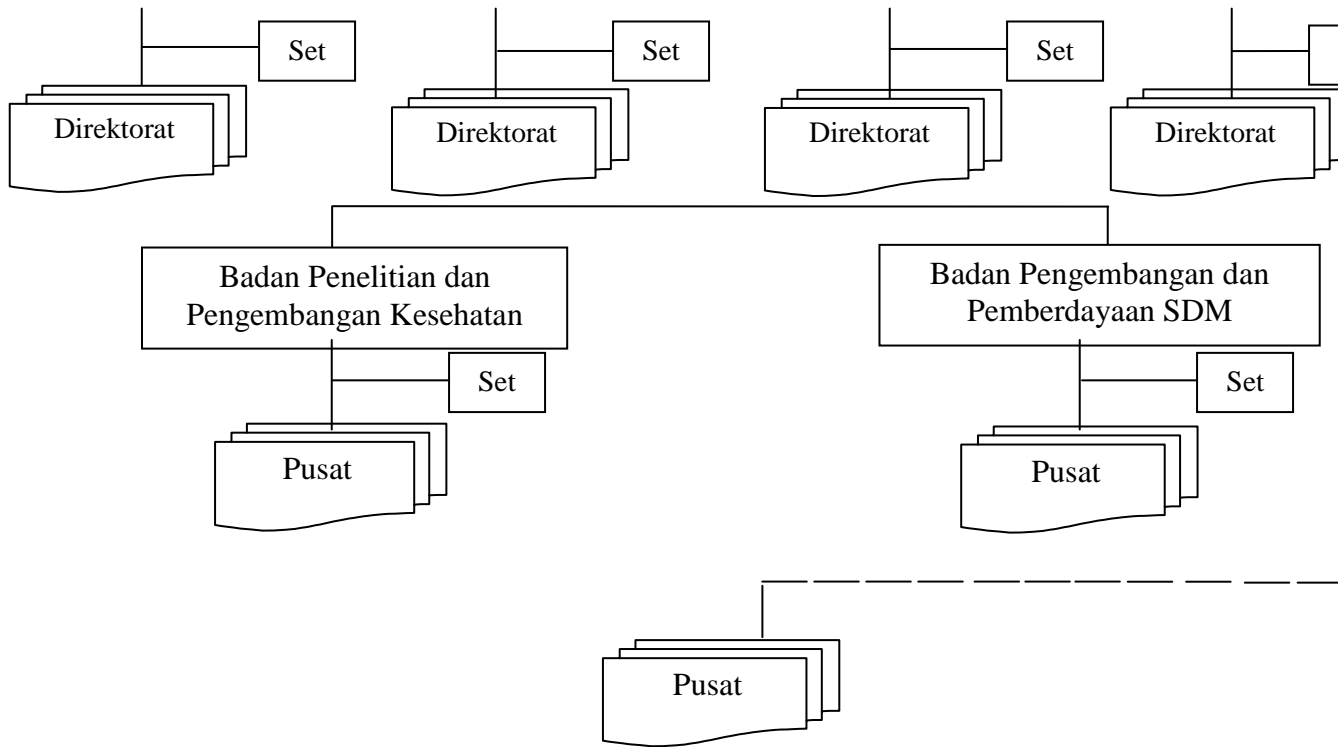 Set
Set
Set
Direktorat
Direktorat
Direktorat
Direktorat
Badan Penelitian dan
Pengembangan Kesehatan
Badan Pengembangan dan
Pemberdayaan SDM
Set
Set
Pusat
Pusat
Pusat